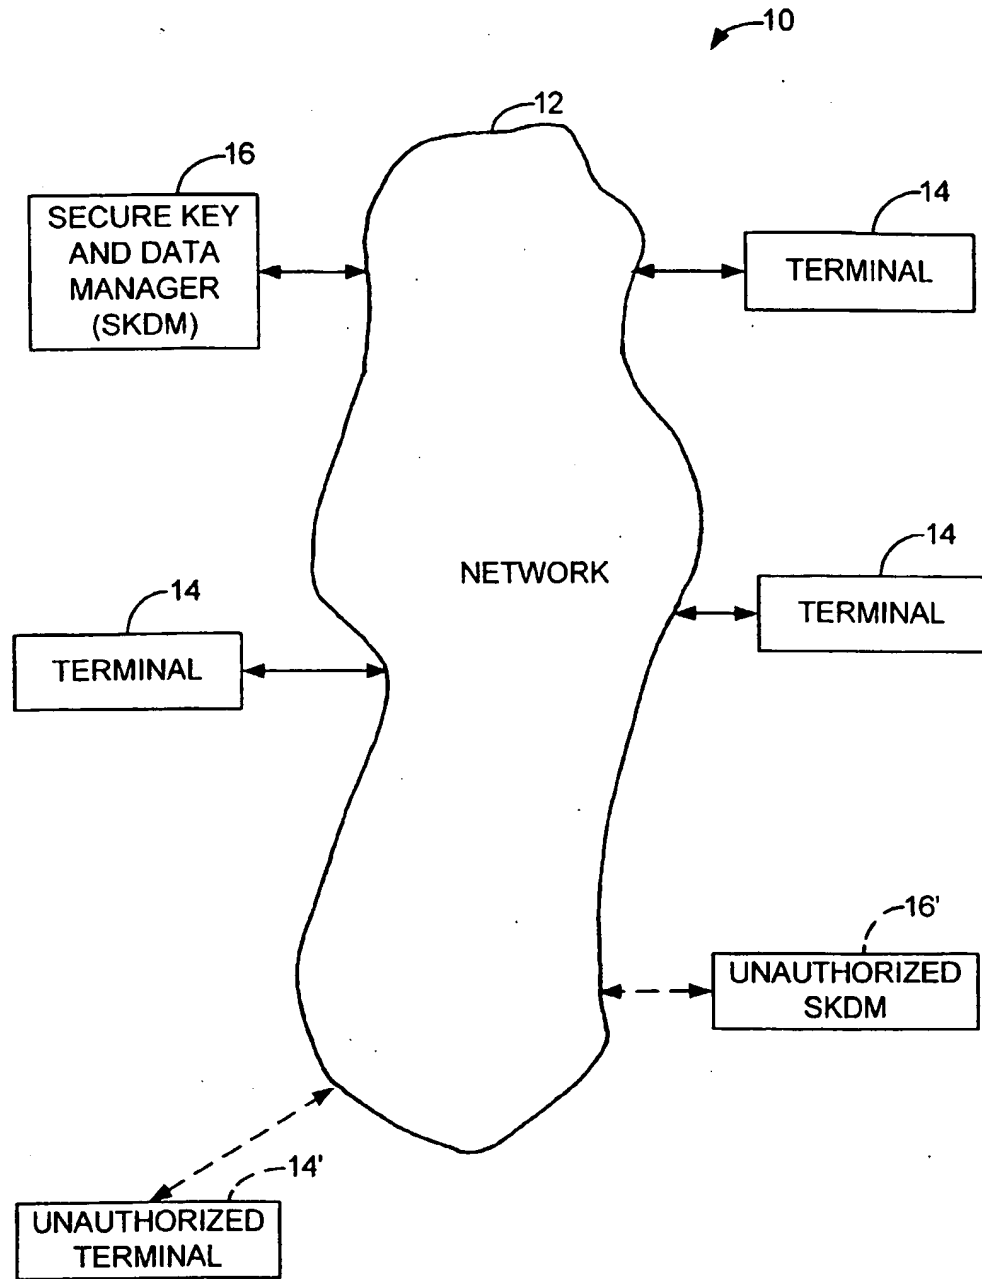 10
12
16
SECURE KEY
AND DATA
MANAGER
(SKDM)
14
TERMINAL
14
TERMINAL
NETWORK
14
TERMINAL
16'
UNAUTHORIZED
SKDM
14'
UNAUTHORIZED
TERMINAL